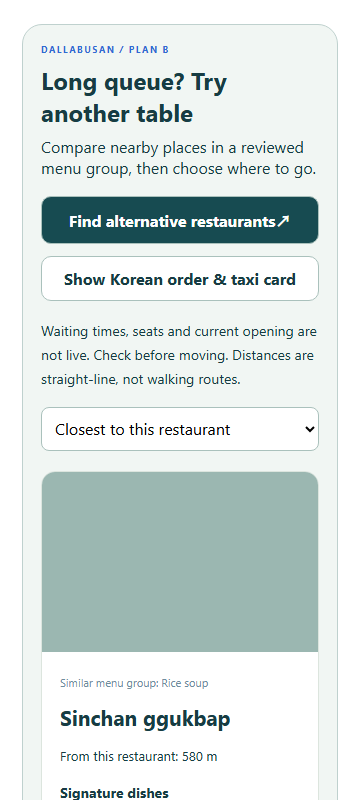 DALLABUSAN / PLAN B
Long queue? Try
another table
Compare nearby places in a reviewed
menu group, then choose where to go.
Find alternative restaurants↗
Show Korean order & taxi card
Waiting times, seats and current opening are
not live. Check before moving. Distances are
straight-line, not walking routes.
Closest to this restaurant
Similar menu group: Rice soup
Sinchan ggukbap
From this restaurant: 580 m
Signature dishes